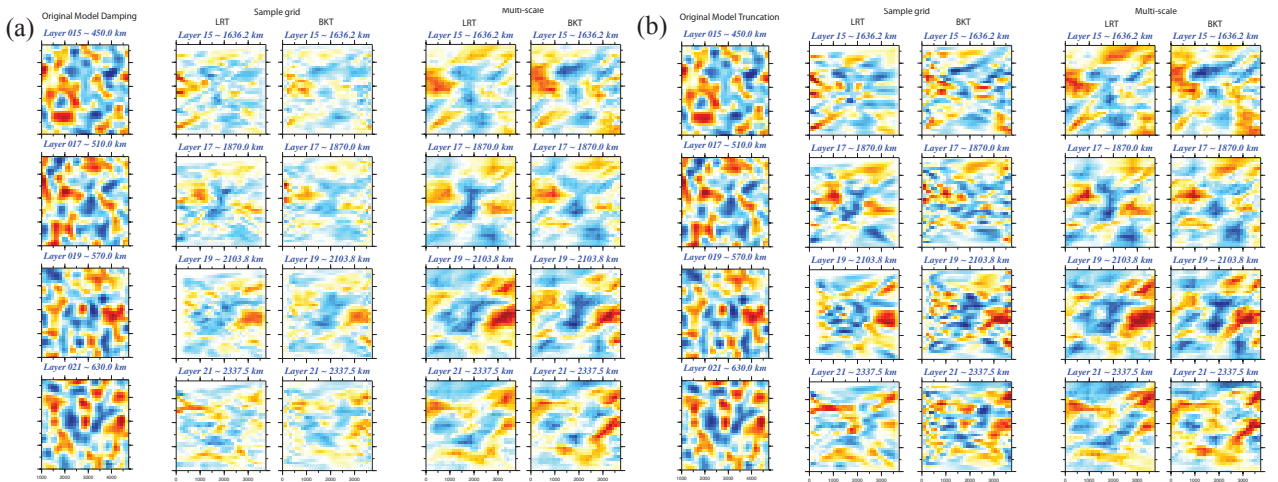 (a)
Original Model Damping
Sample grid
Multi-scale
LRT BKT LRT BKT
Layer 015 ~ 450.0 km Layer 15 ~ 1636.2 km Layer 15 ~ 1636.2 km Layer 15 ~ 1636.2 km Layer 15 ~ 1636.2 km
Layer 017 ~ 510.0 km Layer 17 ~ 1870.0 km Layer 17 ~ 1870.0 km Layer 17 ~ 1870.0 km Layer 17 ~ 1870.0 km
Layer 019 ~ 570.0 km Layer 19 ~ 2103.8 km Layer 19 ~ 2103.8 km Layer 19 ~ 2103.8 km Layer 19 ~ 2103.8 km
Layer 021 ~ 630.0 km Layer 21 ~ 2337.5 km Layer 21 ~ 2337.5 km Layer 21 ~ 2337.5 km Layer 21 ~ 2337.5 km
1000 2000 3000 4000 0 1000 2000 3000 0 1000 2000 3000 0 1000 2000 3000 0 1000 2000 3000
(b)
Original Model Truncation
Sample grid
Multi-scale
LRT BKT LRT BKT
Layer 015 ~ 450.0 km Layer 15 ~ 1636.2 km Layer 15 ~ 1636.2 km Layer 15 ~ 1636.2 km Layer 15 ~ 1636.2 km
Layer 017 ~ 510.0 km Layer 17 ~ 1870.0 km Layer 17 ~ 1870.0 km Layer 17 ~ 1870.0 km Layer 17 ~ 1870.0 km
Layer 019 ~ 570.0 km Layer 19 ~ 2103.8 km Layer 19 ~ 2103.8 km Layer 19 ~ 2103.8 km Layer 19 ~ 2103.8 km
Layer 021 ~ 630.0 km Layer 21 ~ 2337.5 km Layer 21 ~ 2337.5 km Layer 21 ~ 2337.5 km Layer 21 ~ 2337.5 km
1000 2000 3000 4000 0 1000 2000 3000 0 1000 2000 3000 0 1000 2000 3000 0 1000 2000 3000